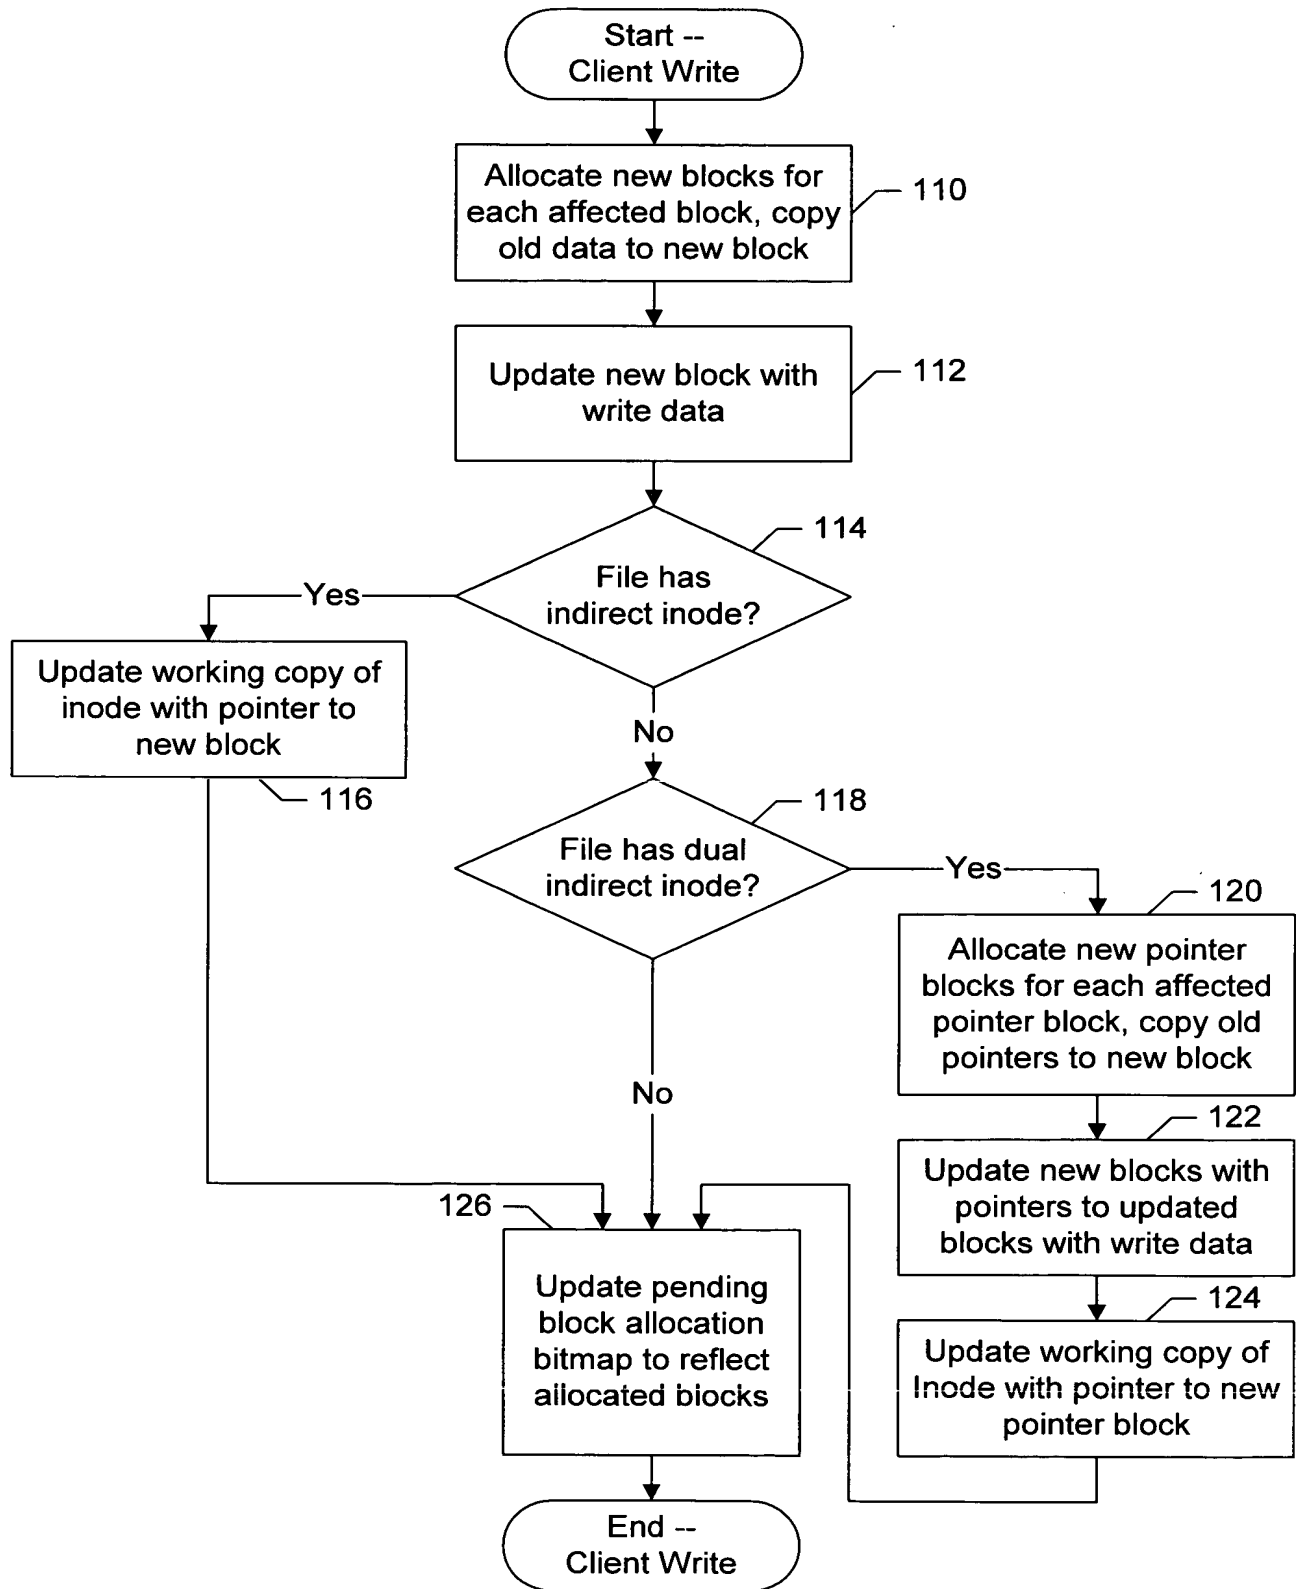 Start --
Client Write
Allocate new blocks for
each affected block, copy
old data to new block
110
Update new block with
write data
112
114
File has
indirect inode?
Yes
Update working copy of
inode with pointer to
new block
116
No
118
File has dual
indirect inode?
Yes
120
Allocate new pointer
blocks for each affected
pointer block, copy old
pointers to new block
No
122
Update new blocks with
pointers to updated
blocks with write data
124
Update working copy of
Inode with pointer to new
pointer block
126
Update pending
block allocation
bitmap to reflect
allocated blocks
End --
Client Write